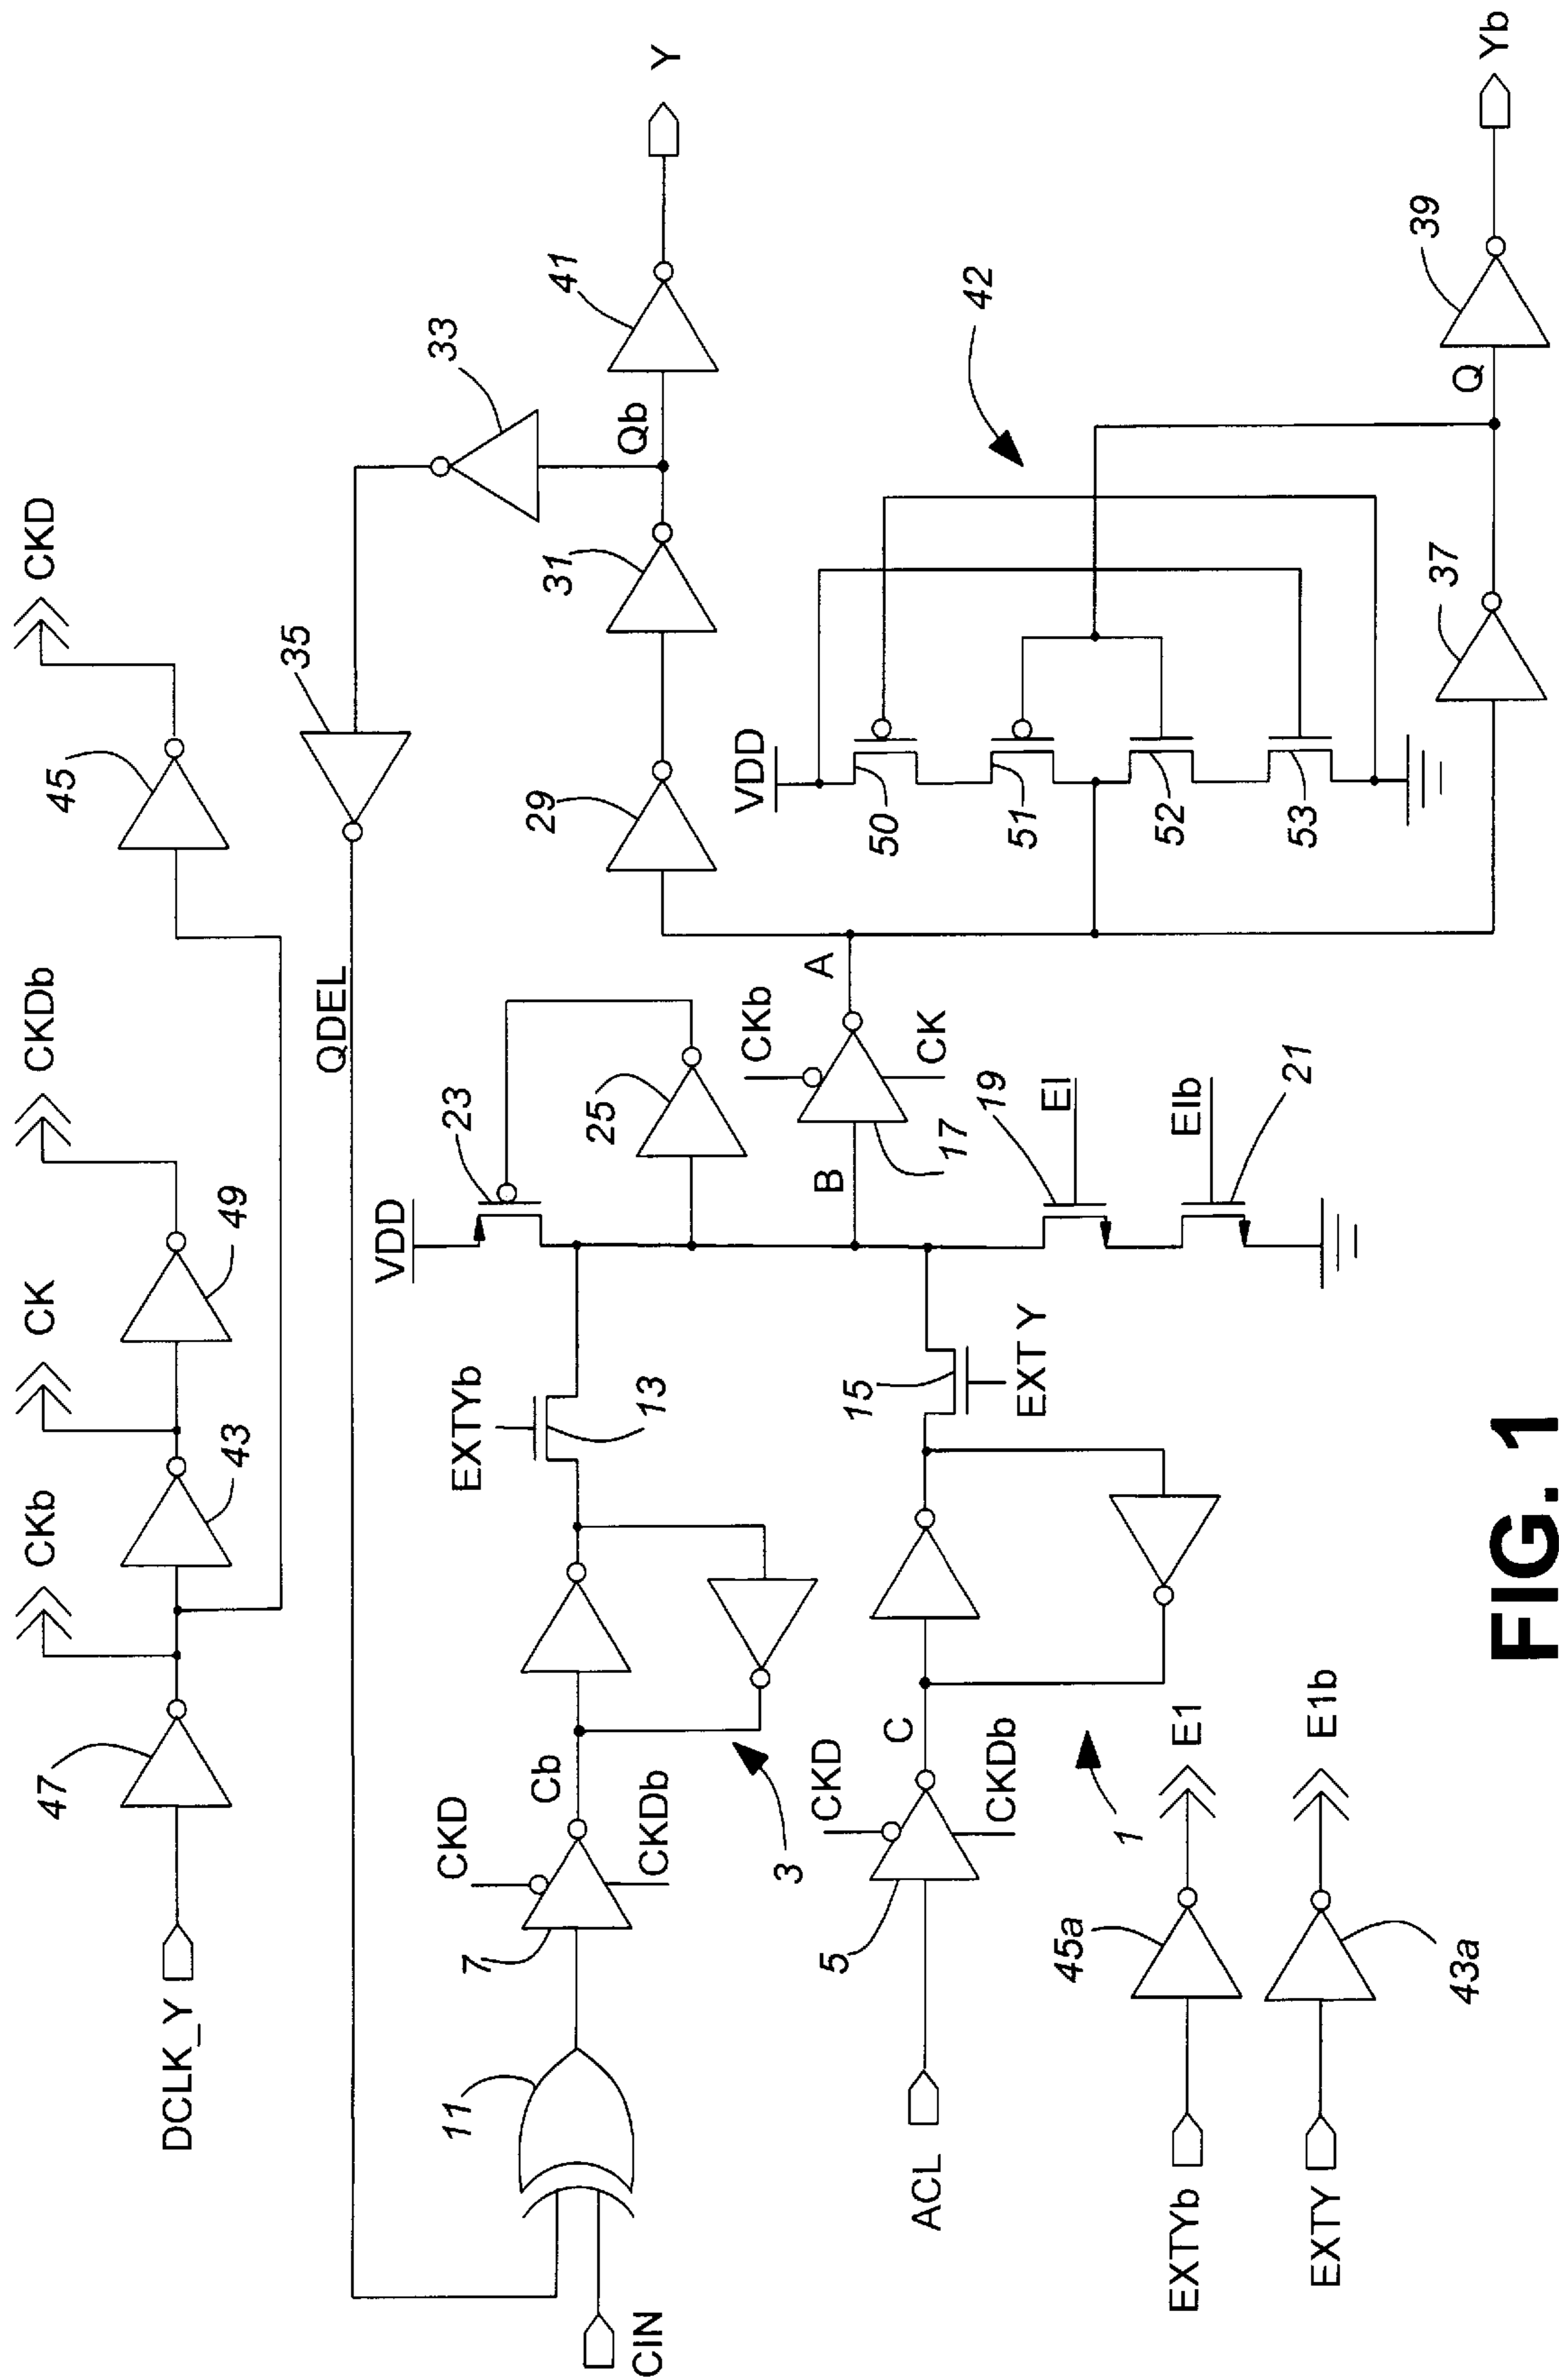 CKb
CK
CKDb
CKD
47
43
49
45
DCLK_Y
QDEL
35
33
VDD
23
25
EXTYb
13
CKD
Cb
CKDb
7
11
3
CIN
29
31
Qb
41
Y
CKb
A
CK
B
17
VDD
50
51
52
53
42
EXTY
15
19
EI
EIb
21
CKD
C
CKDb
5
1
ACL
37
Q
39
Yb
EXTYb
45a
E1
EXTY
43a
E1b
FIG. 1